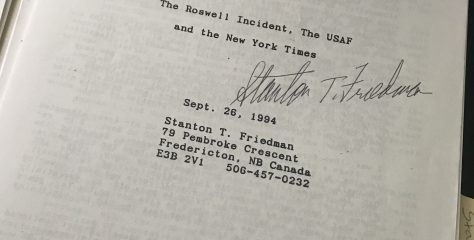 The Roswell Incident, The USAF
and the New York Times
Stanton T. Friedman
Sept. 26, 1994
Stanton T. Friedman
79 Pembroke Crescent
Fredericton, NB Canada
E3B 2V1 506-457-0232